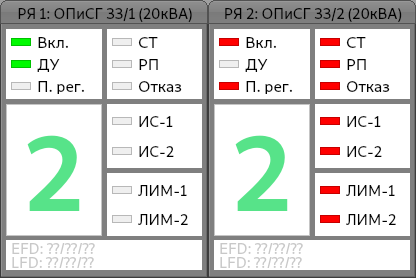 РЯ 1: ОПиСГ 33/1 (20кВА)
Вкл.
СТ
ДУ
РП
П. рег.
Отказ
2
ИС-1
ИС-2
ЛИМ-1
ЛИМ-2
EFD: ??/??/??
LFD: ??/??/??
РЯ 2: ОПиСГ 33/2 (20кВА)
Вкл.
СТ
ДУ
РП
П. рег.
Отказ
2
ИС-1
ИС-2
ЛИМ-1
ЛИМ-2
EFD: ??/??/??
LFD: ??/??/??